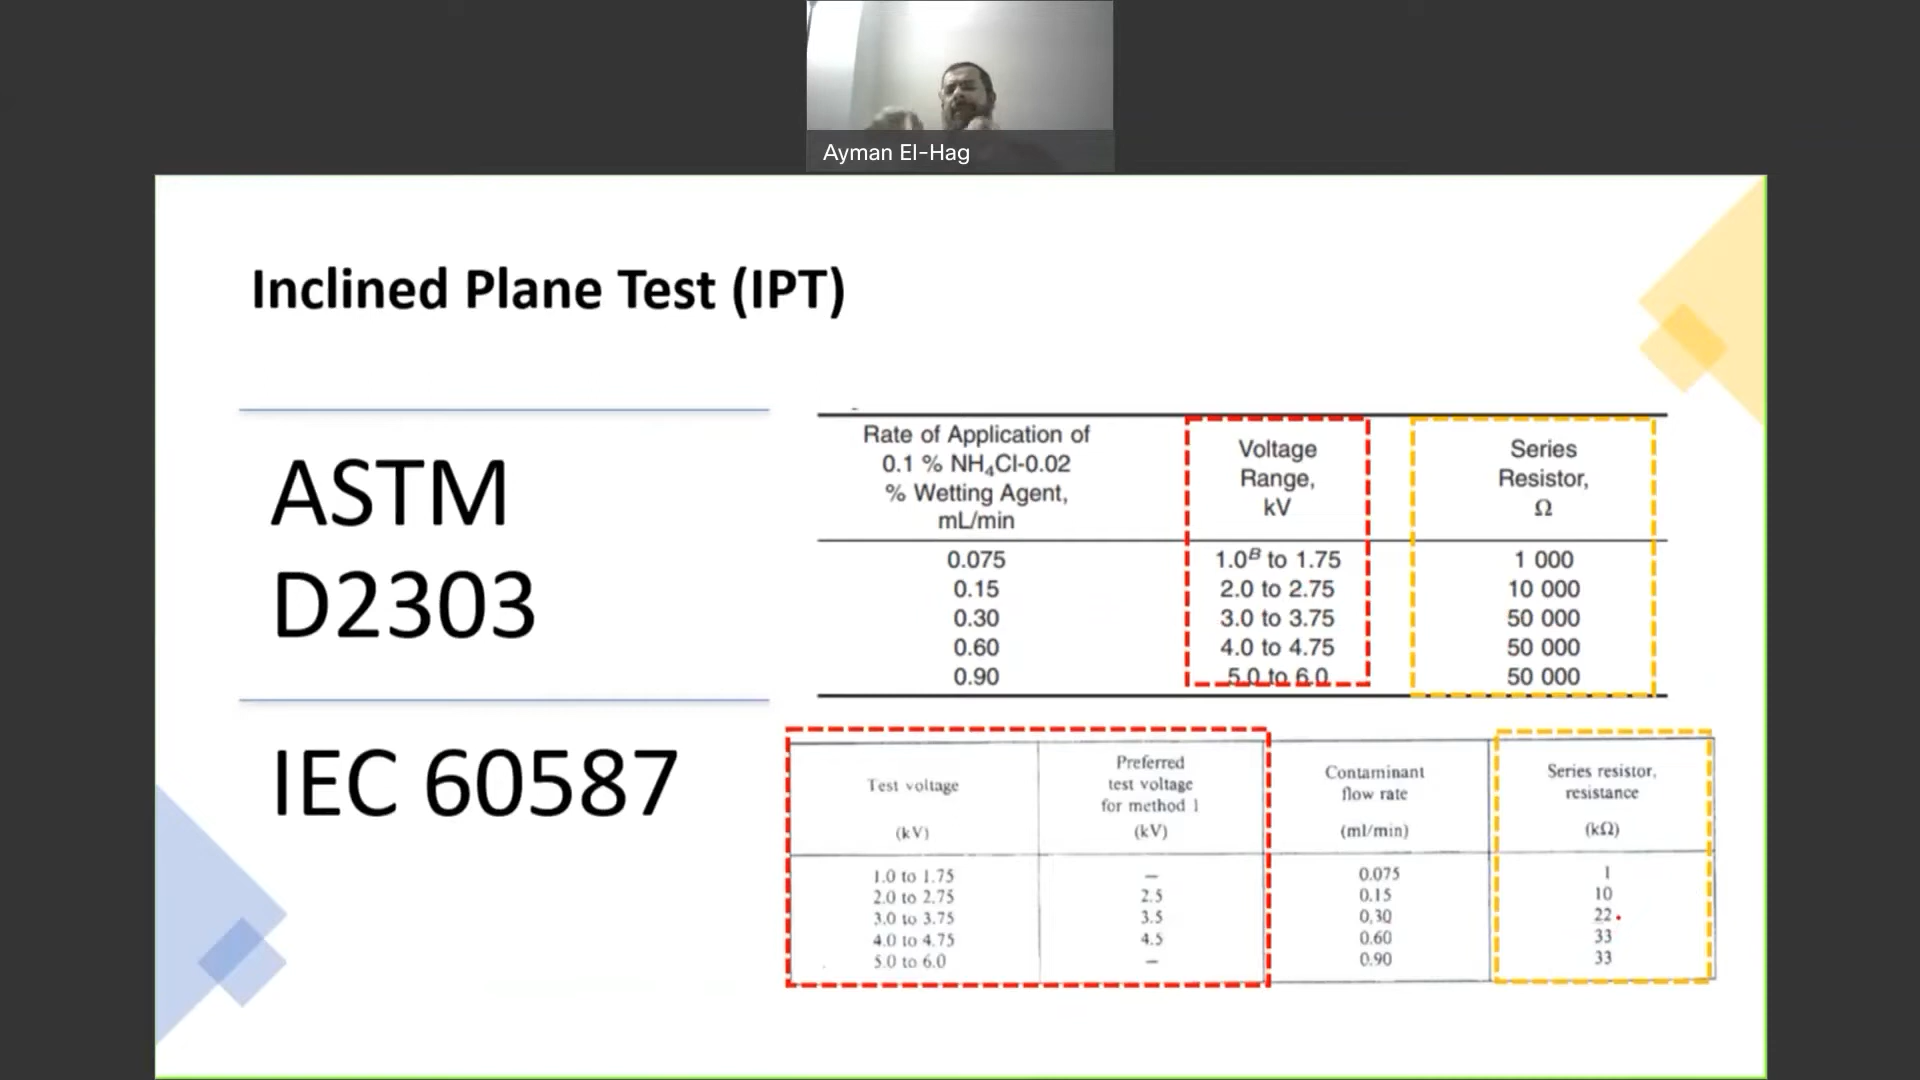 Ayman El-Hag
Inclined Plane Test (IPT)
ASTM
D2303
Rate of Application of
0.1 % NH₄Cl-0.02
% Wetting Agent,
mL/min
Voltage
Range,
kV
Series
Resistor,
Ω
0.075 1.0ᴮ to 1.75 1 000
0.15 2.0 to 2.75 10 000
0.30 3.0 to 3.75 50 000
0.60 4.0 to 4.75 50 000
0.90 5.0 to 6.0 50 000
IEC 60587
Test voltage
(kV)
Preferred
test voltage
for method 1
(kV)
Contaminant
flow rate
(ml/min)
Series resistor,
resistance
(kΩ)
1.0 to 1.75 — 0.075 1
2.0 to 2.75 2.5 0.15 10
3.0 to 3.75 3.5 0.30 22
4.0 to 4.75 4.5 0.60 33
5.0 to 6.0 — 0.90 33